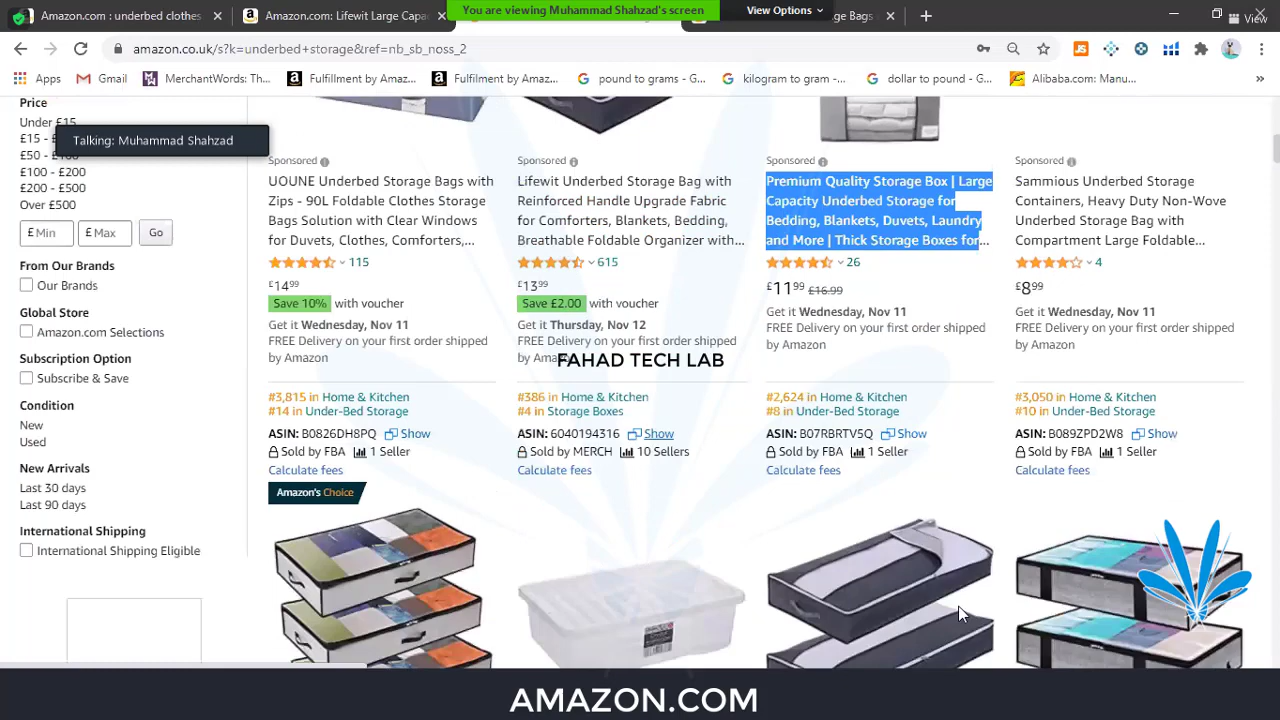 Amazon.com : underbed clothes
Amazon.com: Lifewit Large Capa
You are viewing Muhammad Shahzad's screen
View Options
Bags
View
amazon.co.uk/s?k=underbed+storage&ref=nb_sb_noss_2
Apps
Gmail
MerchantWords: Th...
Fulfillment by Amaz...
Fulfilment by Amaz...
pound to grams - G...
kilogram to gram -...
dollar to pound - G...
Alibaba.com: Manu...
»
Price
Under £15
£15 -
£50 - £100
£100 - £200
£200 - £500
Over £500
£ Min
£ Max
Go
From Our Brands
Our Brands
Global Store
Amazon.com Selections
Subscription Option
Subscribe & Save
Condition
New
Used
New Arrivals
Last 30 days
Last 90 days
International Shipping
International Shipping Eligible
Talking: Muhammad Shahzad
Sponsored
UOUNE Underbed Storage Bags with
Zips - 90L Foldable Clothes Storage
Bags Solution with Clear Windows
for Duvets, Clothes, Comforters,...
115
£14⁹⁹
Save 10% with voucher
Get it Wednesday, Nov 11
FREE Delivery on your first order shipped
by Amazon
#3,815 in Home & Kitchen
#14 in Under-Bed Storage
ASIN: B0826DH8PQ Show
Sold by FBA 1 Seller
Calculate fees
Amazon's Choice
Sponsored
Lifewit Underbed Storage Bag with
Reinforced Handle Upgrade Fabric
for Comforters, Blankets, Bedding,
Breathable Foldable Organizer with...
615
£13⁹⁹
Save £2.00 with voucher
Get it Thursday, Nov 12
FREE Delivery on your first order shipped
by Amazon
FAHAD TECH LAB
#386 in Home & Kitchen
#4 in Storage Boxes
ASIN: 6040194316 Show
Sold by MERCH 10 Sellers
Calculate fees
Sponsored
Premium Quality Storage Box | Large
Capacity Underbed Storage for
Bedding, Blankets, Duvets, Laundry
and More | Thick Storage Boxes for...
26
£11⁹⁹ £16.99
Get it Wednesday, Nov 11
FREE Delivery on your first order shipped
by Amazon
#2,624 in Home & Kitchen
#8 in Under-Bed Storage
ASIN: B07RBRTV5Q Show
Sold by FBA 1 Seller
Calculate fees
Sponsored
Sammious Underbed Storage
Containers, Heavy Duty Non-Wove
Underbed Storage Bag with
Compartment Large Foldable...
4
£8⁹⁹
Get it Wednesday, Nov 11
FREE Delivery on your first order shipped
by Amazon
#3,050 in Home & Kitchen
#10 in Under-Bed Storage
ASIN: B089ZPD2W8 Show
Sold by FBA 1 Seller
Calculate fees
AMAZON.COM